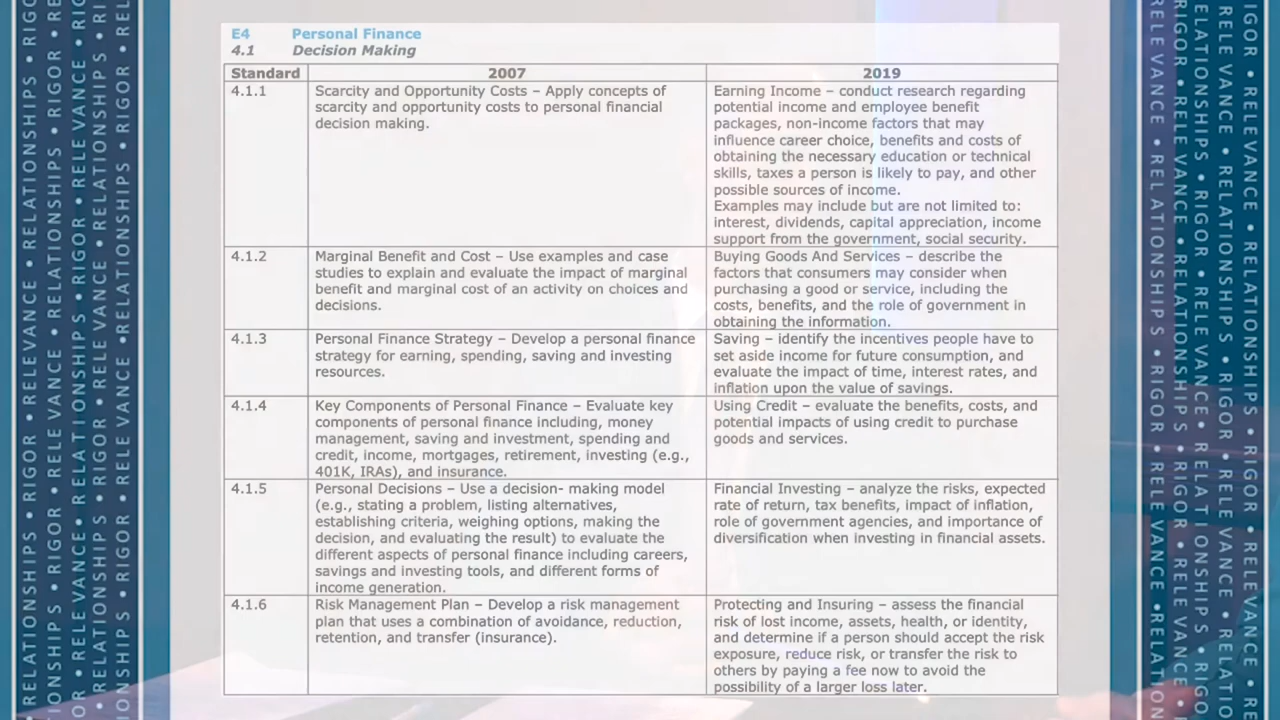 E4 Personal Finance
4.1 Decision Making
Standard 2007 2019
4.1.1
Scarcity and Opportunity Costs – Apply concepts of
scarcity and opportunity costs to personal financial
decision making.
Earning Income – conduct research regarding
potential income and employee benefit
packages, non-income factors that may
influence career choice, benefits and costs of
obtaining the necessary education or technical
skills, taxes a person is likely to pay, and other
possible sources of income.
Examples may include but are not limited to:
interest, dividends, capital appreciation, income
support from the government, social security.
4.1.2
Marginal Benefit and Cost – Use examples and case
studies to explain and evaluate the impact of marginal
benefit and marginal cost of an activity on choices and
decisions.
Buying Goods And Services – describe the
factors that consumers may consider when
purchasing a good or service, including the
costs, benefits, and the role of government in
obtaining the information.
4.1.3
Personal Finance Strategy – Develop a personal finance
strategy for earning, spending, saving and investing
resources.
Saving – identify the incentives people have to
set aside income for future consumption, and
evaluate the impact of time, interest rates, and
inflation upon the value of savings.
4.1.4
Key Components of Personal Finance – Evaluate key
components of personal finance including, money
management, saving and investment, spending and
credit, income, mortgages, retirement, investing (e.g.,
401K, IRAs), and insurance.
Using Credit – evaluate the benefits, costs, and
potential impacts of using credit to purchase
goods and services.
4.1.5
Personal Decisions – Use a decision- making model
(e.g., stating a problem, listing alternatives,
establishing criteria, weighing options, making the
decision, and evaluating the result) to evaluate the
different aspects of personal finance including careers,
savings and investing tools, and different forms of
income generation.
Financial Investing – analyze the risks, expected
rate of return, tax benefits, impact of inflation,
role of government agencies, and importance of
diversification when investing in financial assets.
4.1.6
Risk Management Plan – Develop a risk management
plan that uses a combination of avoidance, reduction,
retention, and transfer (insurance).
Protecting and Insuring – assess the financial
risk of lost income, assets, health, or identity,
and determine if a person should accept the risk
exposure, reduce risk, or transfer the risk to
others by paying a fee now to avoid the
possibility of a larger loss later.